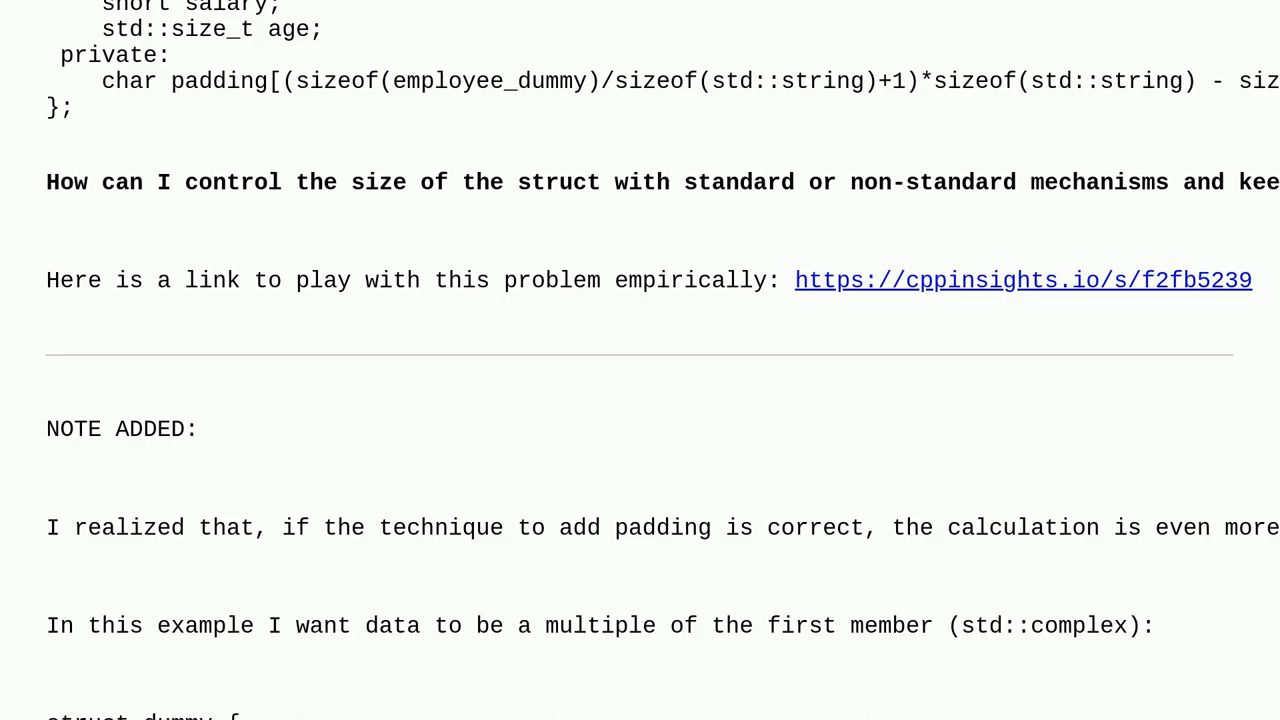 short salary;
std::size_t age;
private:
char padding[(sizeof(employee_dummy)/sizeof(std::string)+1)*sizeof(std::string) - siz
};
How can I control the size of the struct with standard or non-standard mechanisms and kee
Here is a link to play with this problem empirically: https://cppinsights.io/s/f2fb5239
NOTE ADDED:
I realized that, if the technique to add padding is correct, the calculation is even more
In this example I want data to be a multiple of the first member (std::complex):
struct dummy {